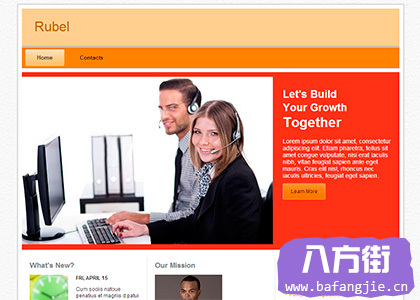 Rubel
Home
Contacts
Let's Build
Your Growth
Together
Lorem ipsum dolor sit amet, consectetur
adipiscing elit. Etiam pharetra, tellus sit
amet congue vulputate, nisi erat iaculis
nibh, vitae feugiat sapien ante eget
mauris. Cras elit nisl, rhoncus nec
iaculis ultricies, feugiat eget sapien.
Learn More
What's New?
FRI, APRIL 15
Cum sociis natoque
penatibus et magnis d patui
Our Mission
八方街
www.bafangjie.cn